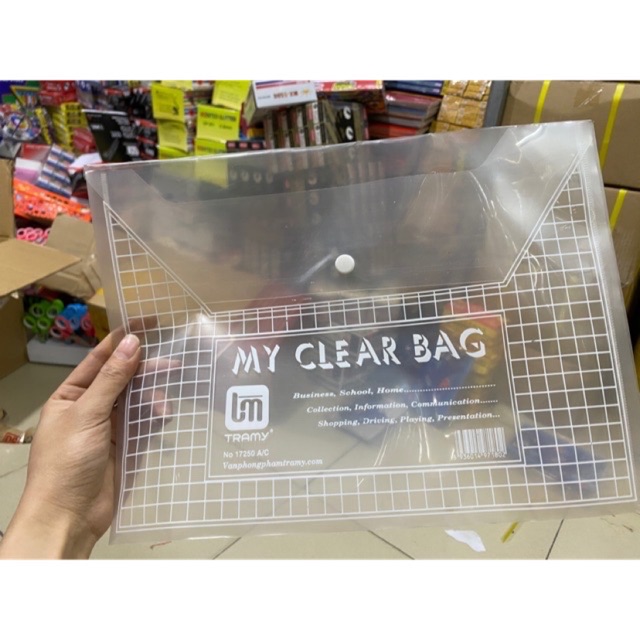 MY CLEAR BAG
Business, School, Home
Collection, Information, Communication
Shopping, Driving, Playing, Presentation
TRAMY
No 17250 A/C
Vanphongphamtramy.com